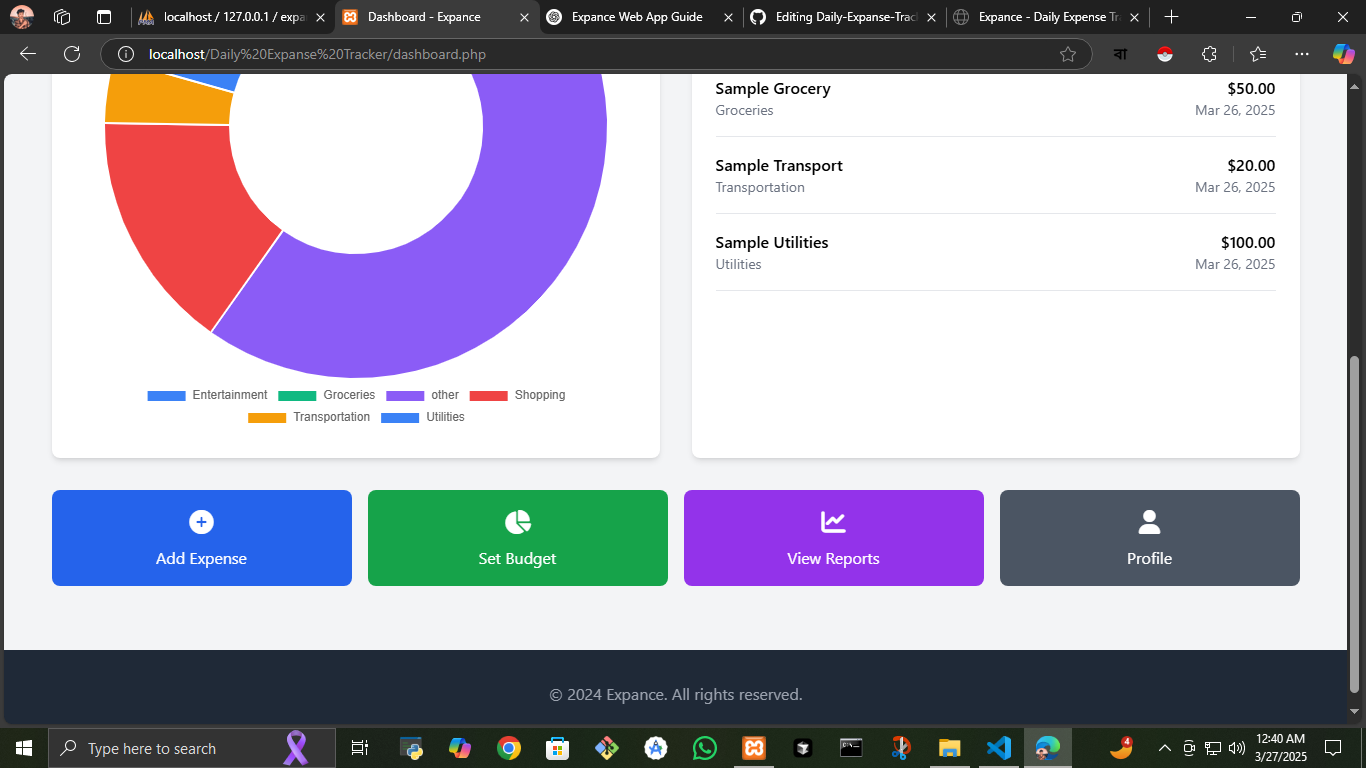 localhost / 127.0.0.1 / expa
Dashboard - Expance
Expance Web App Guide
Editing Daily-Expanse-Trac
Expance - Daily Expense Tr
localhost/Daily%20Expanse%20Tracker/dashboard.php
বা
Sample Grocery $50.00
Groceries Mar 26, 2025
Sample Transport $20.00
Transportation Mar 26, 2025
Sample Utilities $100.00
Utilities Mar 26, 2025
Entertainment Groceries other Shopping
Transportation Utilities
Add Expense
Set Budget
View Reports
Profile
© 2024 Expance. All rights reserved.
Type here to search
4
12:40 AM
3/27/2025